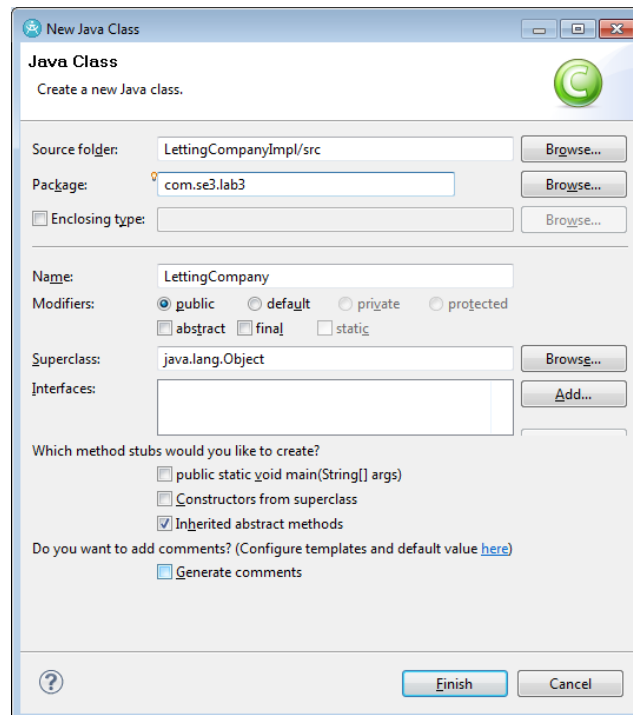 New Java Class
Java Class
Create a new Java class.
Source folder: LettingCompanyImpl/src Browse...
Package: com.se3.lab3 Browse...
Enclosing type: Browse...
Name: LettingCompany
Modifiers: public default private protected
abstract final static
Superclass: java.lang.Object Browse...
Interfaces: Add...
Which method stubs would you like to create?
public static void main(String[] args)
Constructors from superclass
Inherited abstract methods
Do you want to add comments? (Configure templates and default value here)
Generate comments
? Finish Cancel